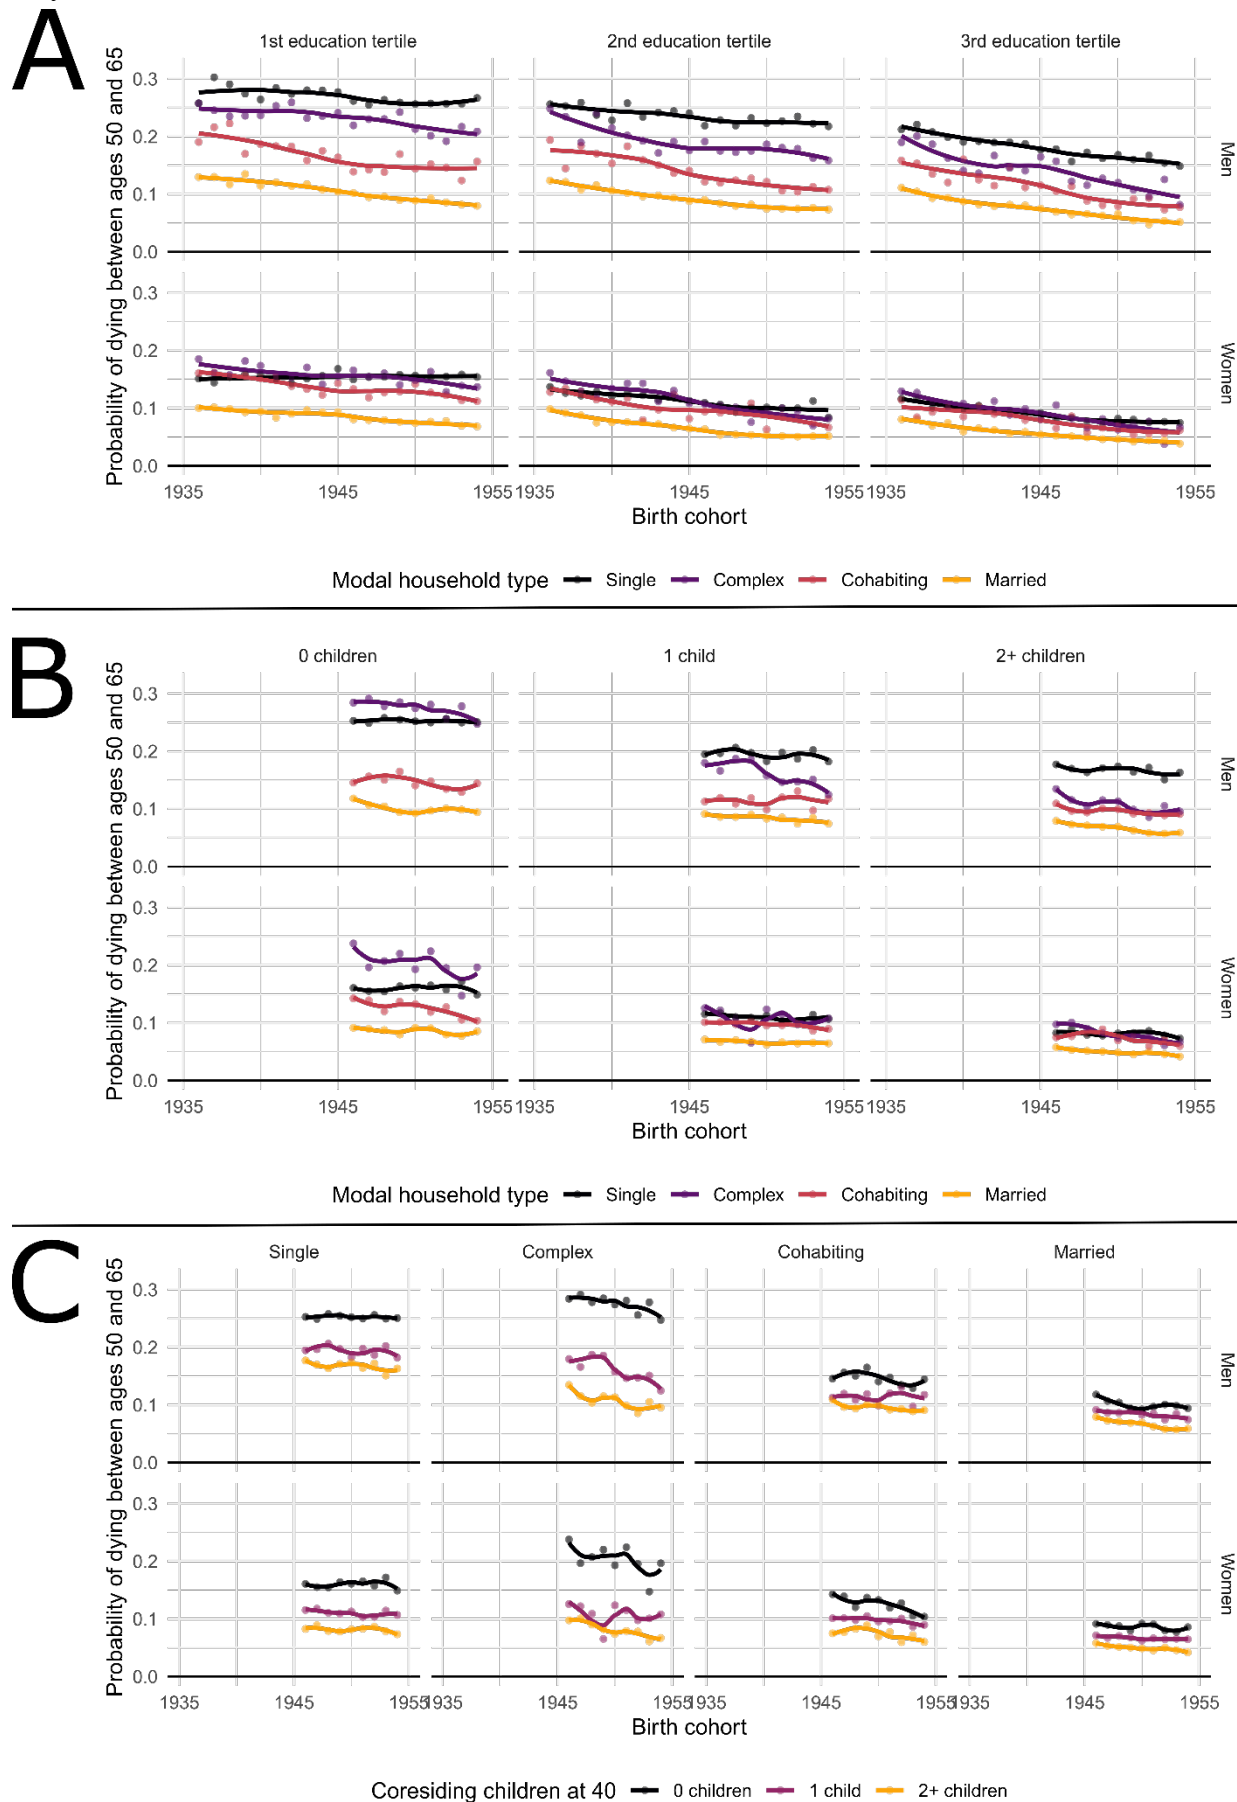 A
1st education tertile 2nd education tertile 3rd education tertile
Probability of dying between ages 50 and 65
0.3
0.2
0.1
0.0
Men
0.3
0.2
0.1
0.0
Women
1935 1945 1955 1935 1945 1955 1935 1945 1955
Birth cohort
Modal household type Single Complex Cohabiting Married
B
0 children 1 child 2+ children
Probability of dying between ages 50 and 65
0.3
0.2
0.1
0.0
Men
0.3
0.2
0.1
0.0
Women
1935 1945 1955 1935 1945 1955 1935 1945 1955
Birth cohort
Modal household type Single Complex Cohabiting Married
C
Single Complex Cohabiting Married
Probability of dying between ages 50 and 65
0.3
0.2
0.1
0.0
Men
0.3
0.2
0.1
0.0
Women
1935 1945 1955 1935 1945 1955 1935 1945 1955 1935 1945 1955
Birth cohort
Coresiding children at 40 0 children 1 child 2+ children